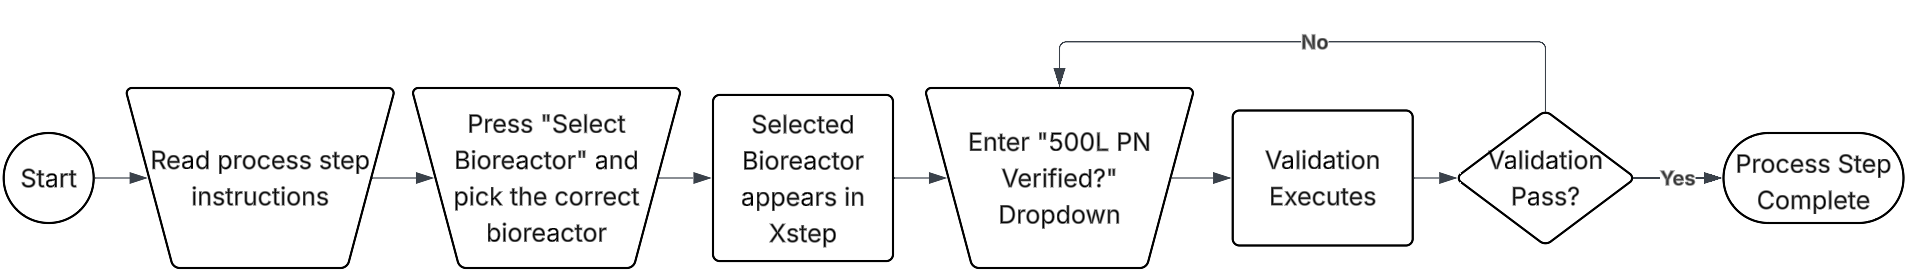 Start
Read process step
instructions
Press "Select
Bioreactor" and
pick the correct
bioreactor
Selected
Bioreactor
appears in
Xstep
Enter "500L PN
Verified?"
Dropdown
Validation
Executes
Validation
Pass?
No
Yes
Process Step
Complete